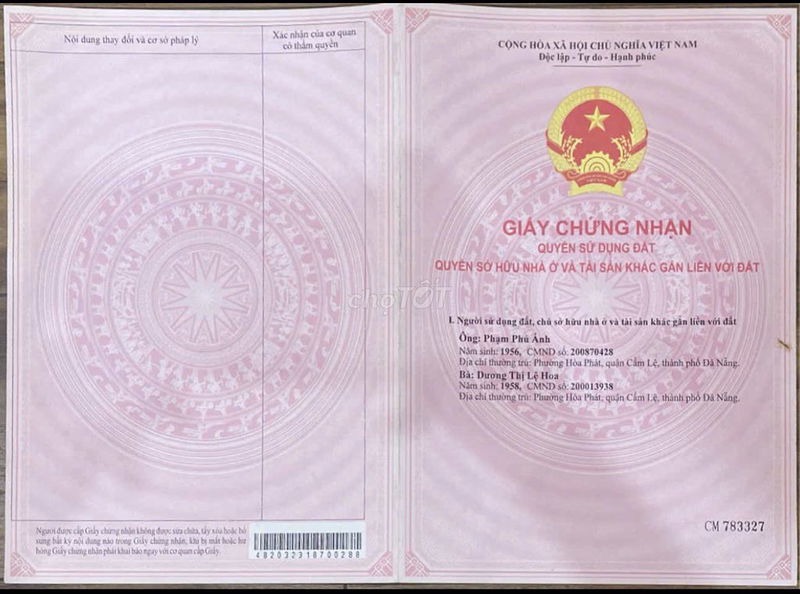 Nội dung thay đổi và cơ sở pháp lý
Xác nhận của cơ quan
có thẩm quyền
Người được cấp Giấy chứng nhận không được sửa chữa, tẩy xóa hoặc bổ
sung bất kỳ nội dung nào trong Giấy chứng nhận; khi bị mất hoặc hư
hỏng Giấy chứng nhận phải khai báo ngay với cơ quan cấp Giấy.
482032318700288
CỘNG HÒA XÃ HỘI CHỦ NGHĨA VIỆT NAM
Độc lập - Tự do - Hạnh phúc
GIẤY CHỨNG NHẬN
QUYỀN SỬ DỤNG ĐẤT
QUYỀN SỞ HỮU NHÀ Ở VÀ TÀI SẢN KHÁC GẮN LIỀN VỚI ĐẤT
chợTỐT
I. Người sử dụng đất, chủ sở hữu nhà ở và tài sản khác gắn liền với đất
Ông: Phạm Phú Ánh
Năm sinh: 1956, CMND số: 200870428
Địa chỉ thường trú: Phường Hòa Phát, quận Cẩm Lệ, thành phố Đà Nẵng.
Bà: Dương Thị Lệ Hoa
Năm sinh: 1958, CMND số: 200013938
Địa chỉ thường trú: Phường Hòa Phát, quận Cẩm Lệ, thành phố Đà Nẵng.
CM 783327